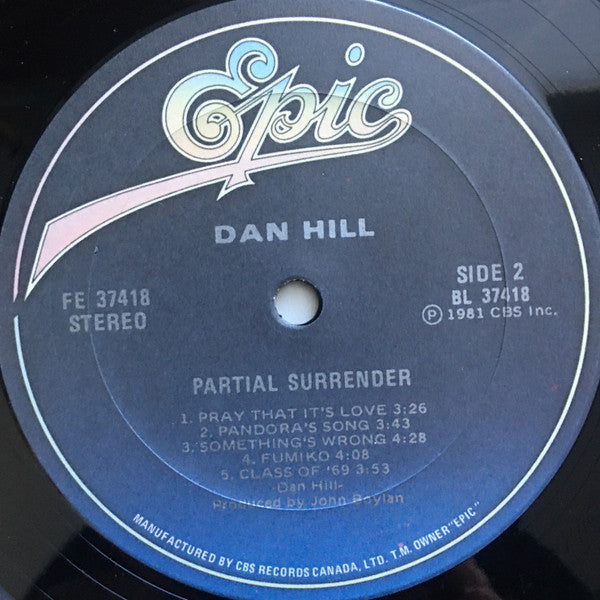 Epic
DAN HILL
FE 37418
STEREO
SIDE 2
BL 37418
℗ 1981 CBS Inc.
PARTIAL SURRENDER
1. PRAY THAT IT'S LOVE 3:26
2. PANDORA'S SONG 3:43
3. SOMETHING'S WRONG 4:28
4. FUMIKO 4:08
5. CLASS OF '69 3:53
-Dan Hill-
Produced by John Boylan
MANUFACTURED BY CBS RECORDS CANADA, LTD. T.M. OWNER "EPIC"